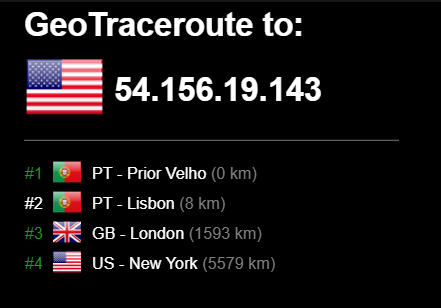 GeoTraceroute to:
54.156.19.143
#1 PT - Prior Velho (0 km)
#2 PT - Lisbon (8 km)
#3 GB - London (1593 km)
#4 US - New York (5579 km)